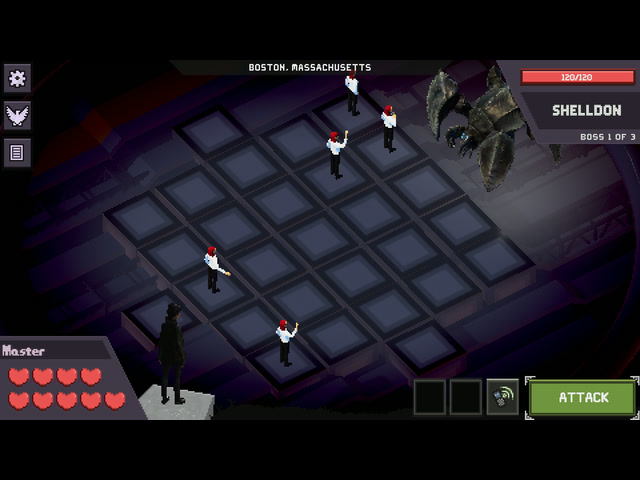 BOSTON, MASSACHUSETTS
120/120
SHELLDON
BOSS 1 OF 3
Master
ATTACK